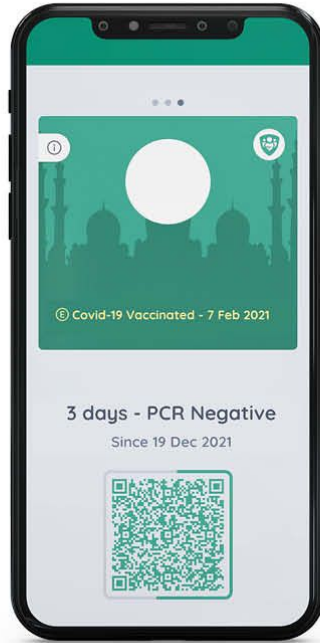 Ⓔ Covid-19 Vaccinated - 7 Feb 2021
3 days - PCR Negative
Since 19 Dec 2021